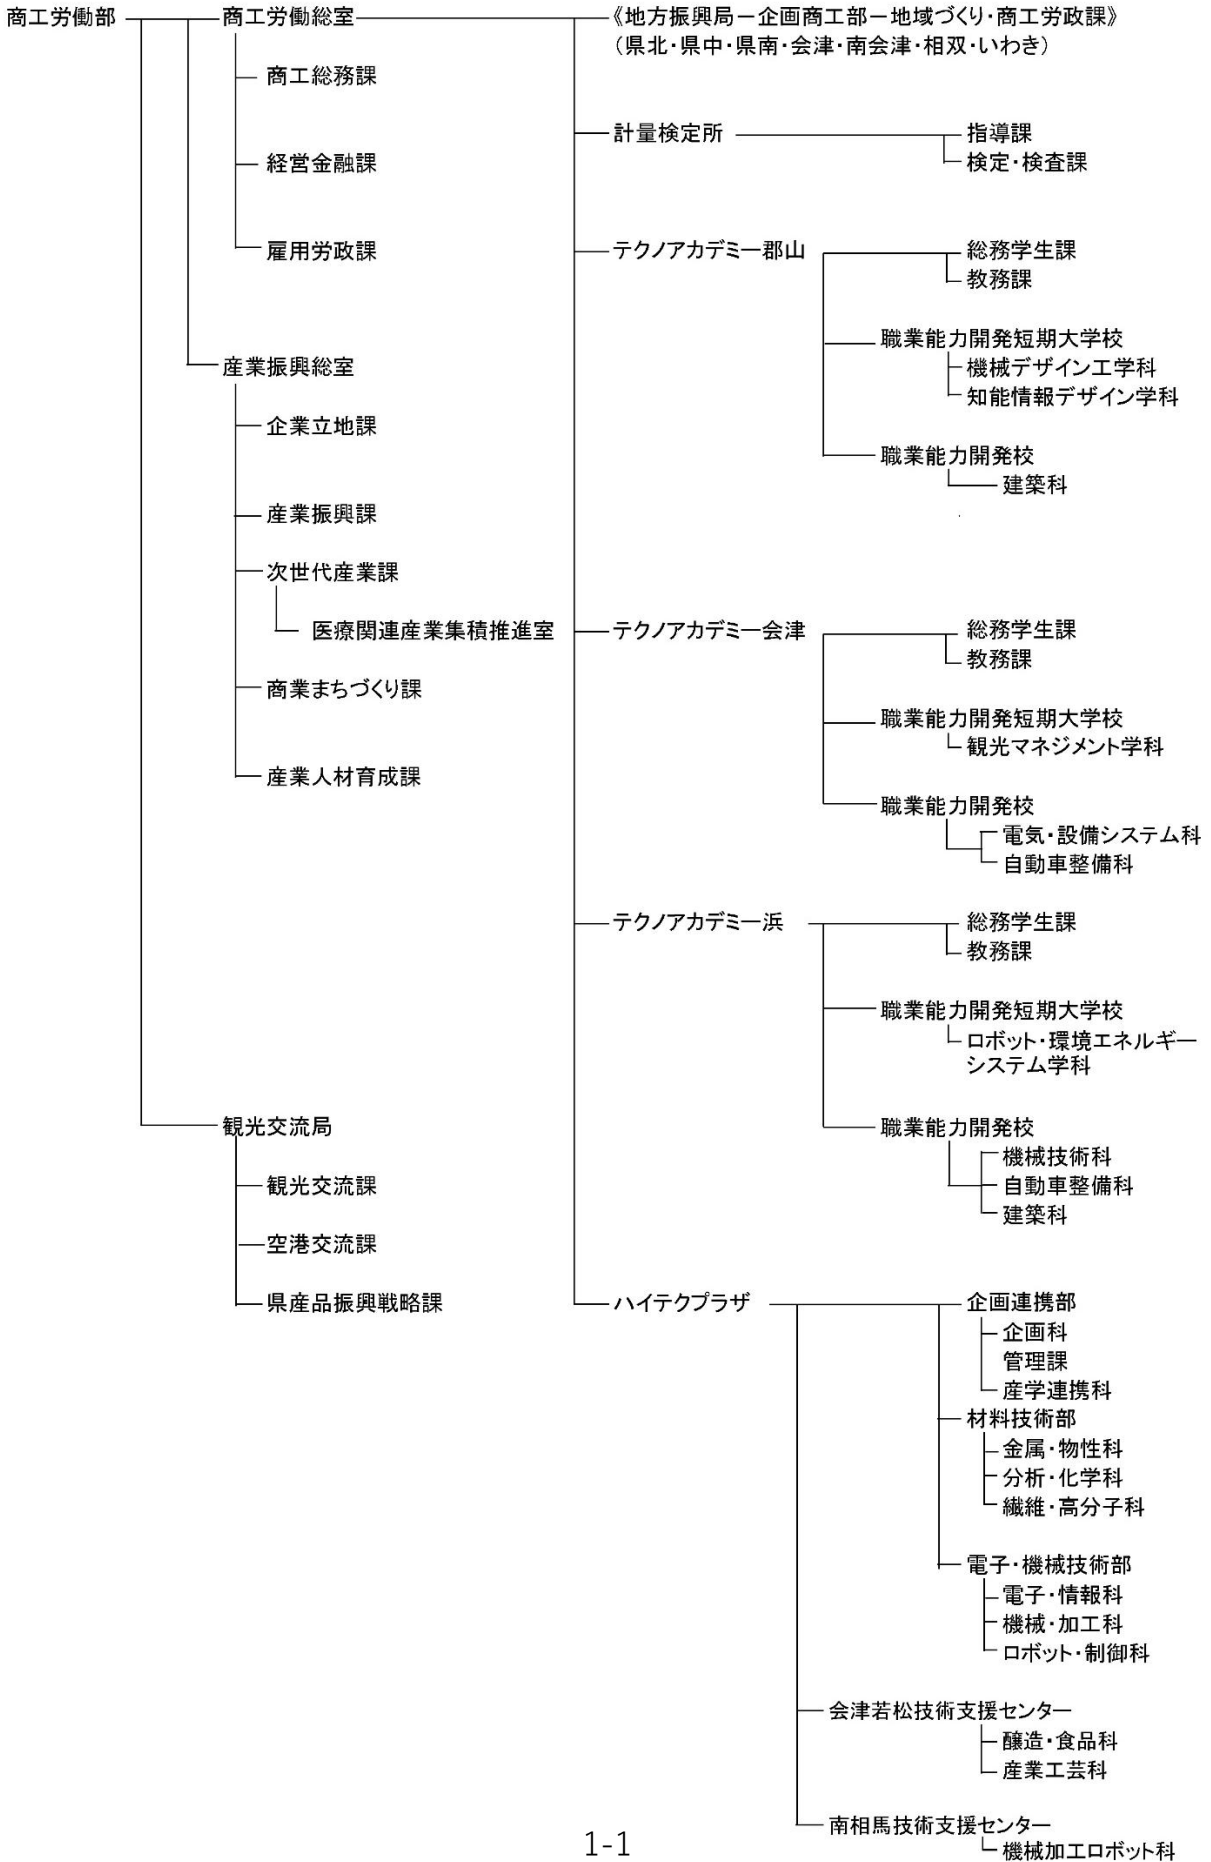 商工労働部
商工労働総室
商工総務課
経営金融課
雇用労政課
産業振興総室
企業立地課
産業振興課
次世代産業課
医療関連産業集積推進室
商業まちづくり課
産業人材育成課
観光交流局
観光交流課
空港交流課
県産品振興戦略課
《地方振興局－企画商工部－地域づくり・商工労政課》
（県北・県中・県南・会津・南会津・相双・いわき）
計量検定所
指導課
検定・検査課
テクノアカデミー郡山
総務学生課
教務課
職業能力開発短期大学校
機械デザイン工学科
知能情報デザイン学科
職業能力開発校
建築科
テクノアカデミー会津
総務学生課
教務課
職業能力開発短期大学校
観光マネジメント学科
職業能力開発校
電気・設備システム科
自動車整備科
テクノアカデミー浜
総務学生課
教務課
職業能力開発短期大学校
ロボット・環境エネルギー
システム学科
職業能力開発校
機械技術科
自動車整備科
建築科
ハイテクプラザ
企画連携部
企画科
管理課
産学連携科
材料技術部
金属・物性科
分析・化学科
繊維・高分子科
電子・機械技術部
電子・情報科
機械・加工科
ロボット・制御科
会津若松技術支援センター
醸造・食品科
産業工芸科
南相馬技術支援センター
機械加工ロボット科
1-1